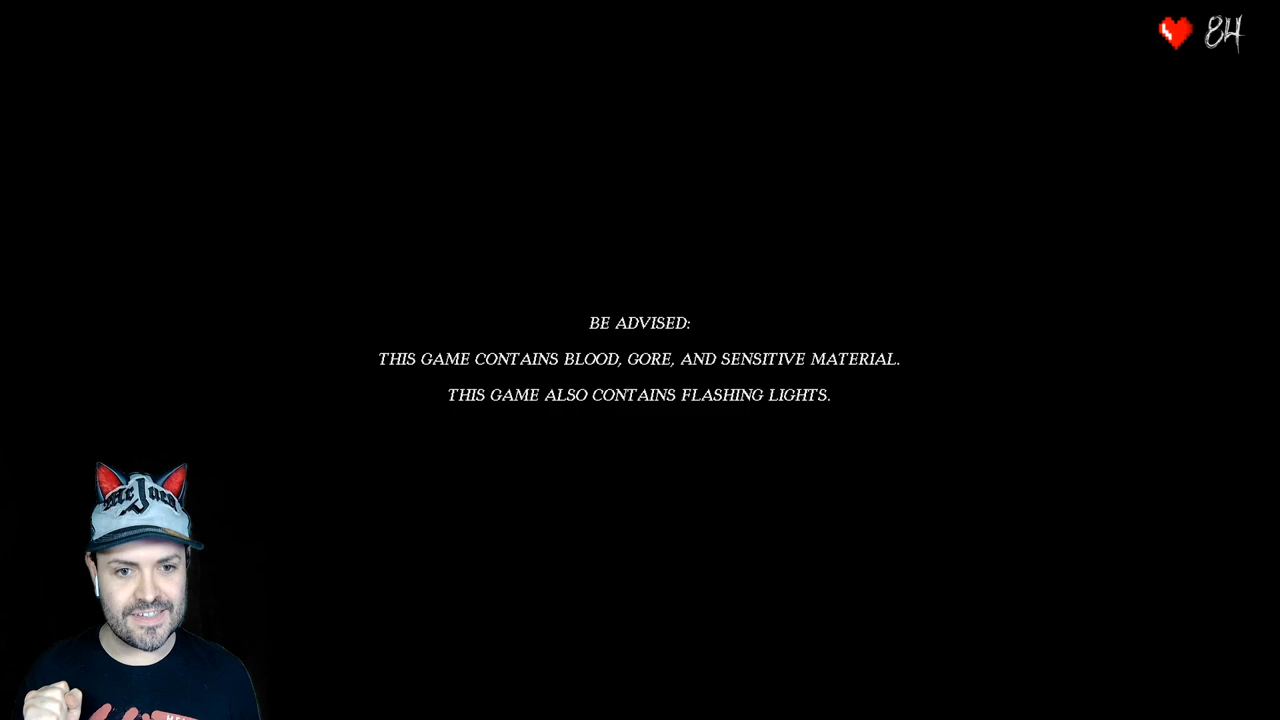 84
BE ADVISED:
THIS GAME CONTAINS BLOOD, GORE, AND SENSITIVE MATERIAL.
THIS GAME ALSO CONTAINS FLASHING LIGHTS.